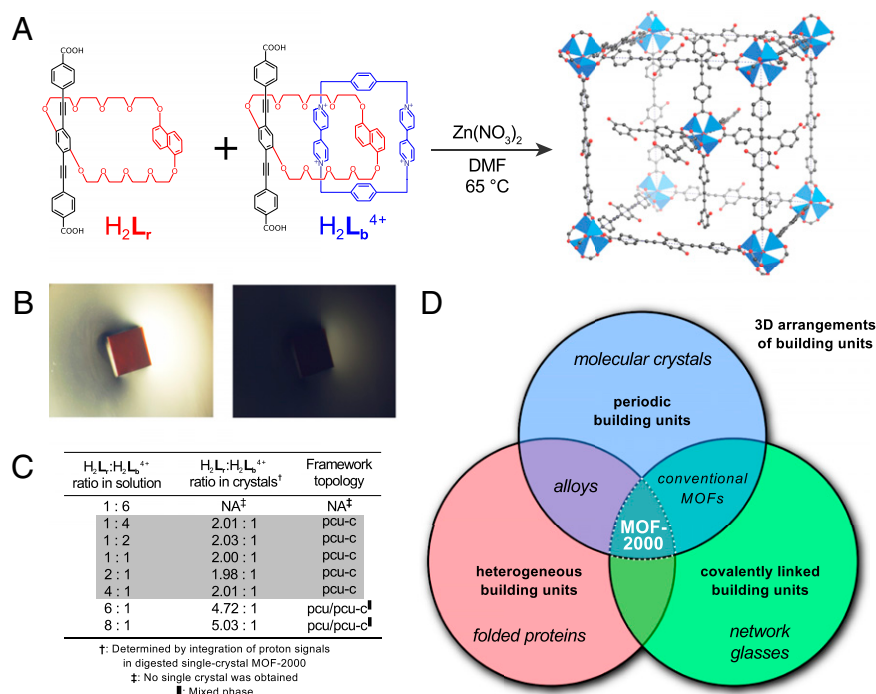 A
COOH
COOH
O O O O O
O
O O O O
COOH
COOH
H₂Lᵣ
+
O O O O O
O
O O O O
N⁺ N⁺
N⁺ N⁺
H₂L_b⁴⁺
Zn(NO₃)₂
DMF
65 °C
B
C
H₂Lᵣ:H₂L_b⁴⁺ ratio in solution
H₂Lᵣ:H₂L_b⁴⁺ ratio in crystals†
Framework topology
1 : 6 NA‡ NA‡
1 : 4 2.01 : 1 pcu-c
1 : 2 2.03 : 1 pcu-c
1 : 1 2.00 : 1 pcu-c
2 : 1 1.98 : 1 pcu-c
4 : 1 2.01 : 1 pcu-c
6 : 1 4.72 : 1 pcu/pcu-c▮
8 : 1 5.03 : 1 pcu/pcu-c▮
†: Determined by integration of proton signals
in digested single-crystal MOF-2000
‡: No single crystal was obtained
▮: Mixed phase
D
3D arrangements
of building units
molecular crystals
periodic
building units
alloys
conventional
MOFs
MOF-
2000
heterogeneous
building units
folded proteins
covalently linked
building units
network
glasses